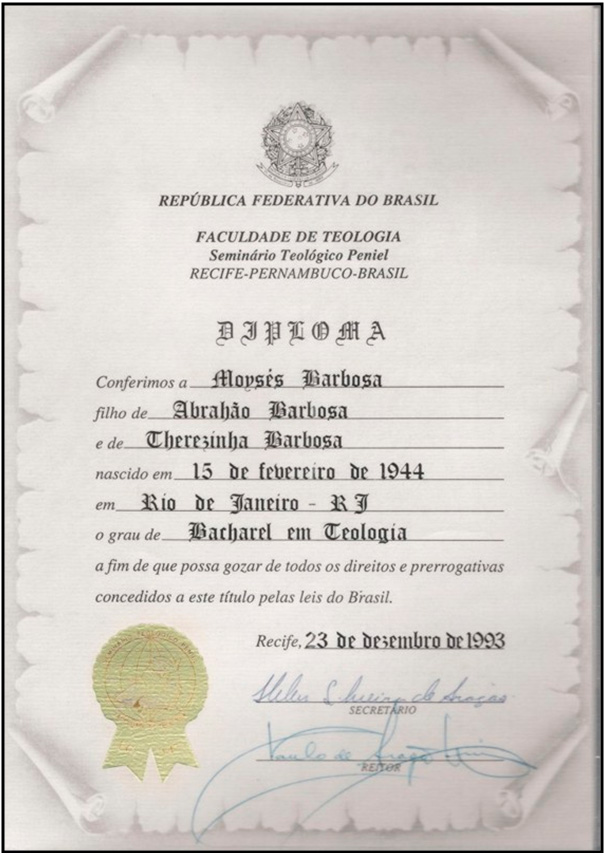 REPÚBLICA FEDERATIVA DO BRASIL
FACULDADE DE TEOLOGIA
Seminário Teológico Peniel
RECIFE-PERNAMBUCO-BRASIL
DIPLOMA
Conferimos a Moysés Barbosa
filho de Abrahão Barbosa
e de Therezinha Barbosa
nascido em 15 de fevereiro de 1944
em Rio de Janeiro - RJ
o grau de Bacharel em Teologia
a fim de que possa gozar de todos os direitos e prerrogativas
concedidos a este título pelas leis do Brasil.
Recife, 23 de dezembro de 1993
SECRETÁRIO
REITOR